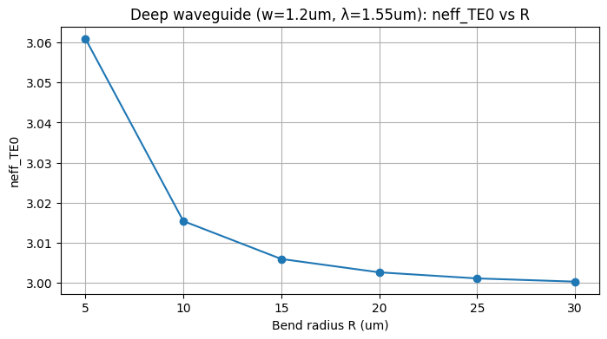 Deep waveguide (w=1.2um, λ=1.55um): neff_TE0 vs R
neff_TE0
3.06
3.05
3.04
3.03
3.02
3.01
3.00
5 10 15 20 25 30
Bend radius R (um)